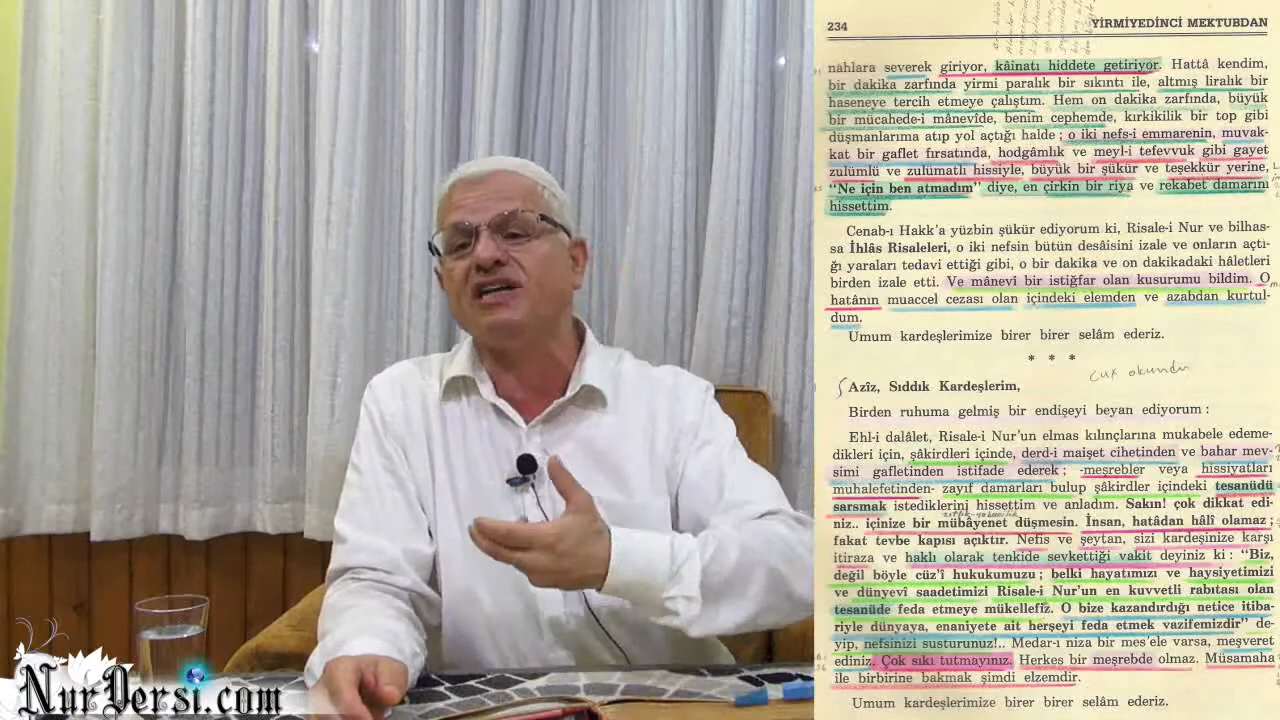 234
YİRMİYEDİNCİ MEKTUBDAN
nahlara severek giriyor, kâinatı hiddete getiriyor. Hattâ kendim,
bir dakika zarfında yirmi paralık bir sıkıntı ile, altmış liralık bir
haseneye tercih etmeye çalıştım. Hem on dakika zarfında, büyük
bir mücahede-i mânevîde, benim cephemde, kırkikilik bir top gibi
düşmanlarıma atıp yol açtığı halde; o iki nefs-i emmarenin, muvak-
kat bir gaflet fırsatında, hodgâmlık ve meyl-i tefevvuk gibi gayet
zulümlü ve zulümatlı hissiyle, büyük bir şükür ve teşekkür yerine,
"Ne için ben atmadım" diye, en çirkin bir riya ve rekabet damarını
hissettim.
Cenab-ı Hakk'a yüzbin şükür ediyorum ki, Risale-i Nur ve bilhas-
sa İhlâs Risaleleri, o iki nefsin bütün desâisini izale ve onların açtı-
ğı yaraları tedavi ettiği gibi, o bir dakika ve on dakikadaki hâletleri
birden izale etti. Ve mânevî bir istiğfar olan kusurumu bildim. O
hatânın muaccel cezası olan içindeki elemden ve azabdan kurtul-
dum.
Umum kardeşlerimize birer birer selâm ederiz.
* * *
çok okundu
Azîz, Sıddık Kardeşlerim,
Birden ruhuma gelmiş bir endişeyi beyan ediyorum:
Ehl-i dalâlet, Risale-i Nur'un elmas kılınçlarına mukabele edeme-
dikleri için, şâkirdleri içinde, derd-i maişet cihetinden ve bahar mev-
simi gafletinden istifade ederek; -meşrebler veya hissiyatları
muhalefetinden- zayıf damarları bulup şâkirdler içindeki tesanüdü
sarsmak istediklerini hissettim ve anladım. Sakın! çok dikkat edi-
niz.. içinize bir mübâyenet düşmesin. İnsan, hatâdan hâlî olamaz;
fakat tevbe kapısı açıktır. Nefis ve şeytan, sizi kardeşinize karşı
itiraza ve haklı olarak tenkide sevkettiği vakit deyiniz ki: "Biz,
değil böyle cüz'î hukukumuzu; belki hayatımızı ve haysiyetimizi
ve dünyevî saadetimizi Risale-i Nur'un en kuvvetli rabıtası olan
tesanüde feda etmeye mükellefiz. O bize kazandırdığı netice itiba-
riyle dünyaya, enaniyete ait herşeyi feda etmek vazifemizdir" de-
yip, nefsinizi susturunuz!.. Medar-ı niza bir mes'ele varsa, meşveret
ediniz. Çok sıkı tutmayınız. Herkes bir meşrebde olmaz. Müsamaha
ile birbirine bakmak şimdi elzemdir.
Umum kardeşlerimize birer birer selâm ederiz.
NurDersi.com